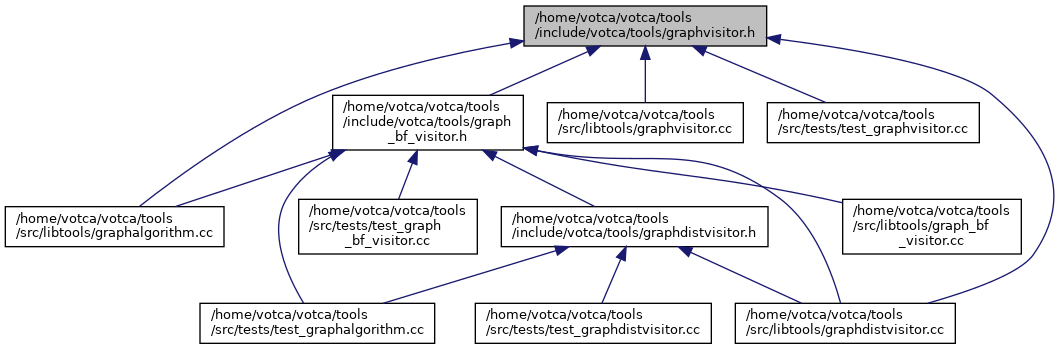 /home/votca/votca/tools
/include/votca/tools/graphvisitor.h
/home/votca/votca/tools
/include/votca/tools/graph
_bf_visitor.h
/home/votca/votca/tools
/src/libtools/graphvisitor.cc
/home/votca/votca/tools
/src/tests/test_graphvisitor.cc
/home/votca/votca/tools
/src/libtools/graphalgorithm.cc
/home/votca/votca/tools
/src/tests/test_graph
_bf_visitor.cc
/home/votca/votca/tools
/include/votca/tools/graphdistvisitor.h
/home/votca/votca/tools
/src/libtools/graph_bf
_visitor.cc
/home/votca/votca/tools
/src/tests/test_graphalgorithm.cc
/home/votca/votca/tools
/src/tests/test_graphdistvisitor.cc
/home/votca/votca/tools
/src/libtools/graphdistvisitor.cc